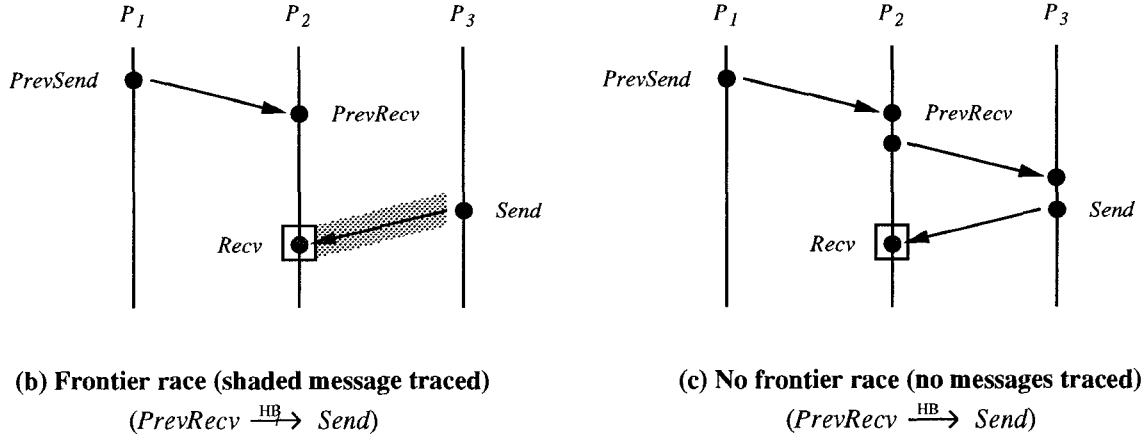 P1 P2 P3
PrevSend
PrevRecv
Send
Recv
(b) Frontier race (shaded message traced)
(PrevRecv HB↛ Send)
P1 P2 P3
PrevSend
PrevRecv
Send
Recv
(c) No frontier race (no messages traced)
(PrevRecv HB→ Send)